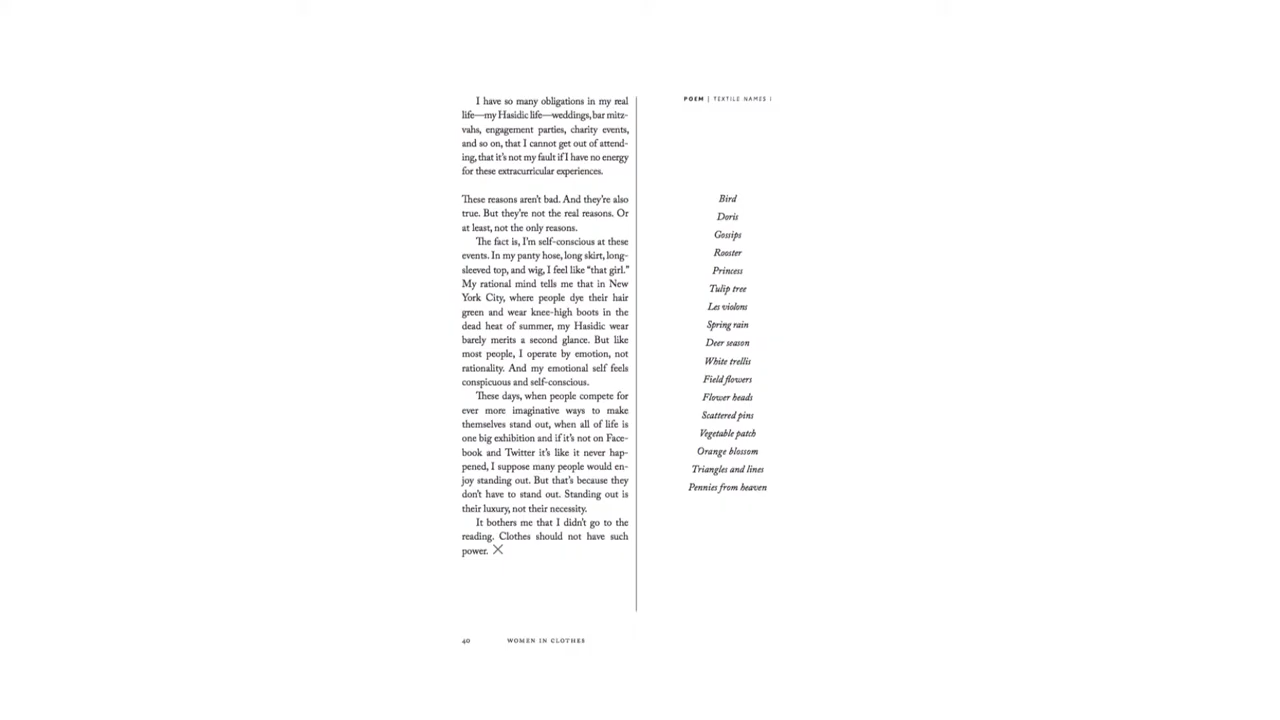 I have so many obligations in my real
life—my Hasidic life—weddings, bar mitz-
vahs, engagement parties, charity events,
and so on, that I cannot get out of attend-
ing, that it's not my fault if I have no energy
for these extracurricular experiences.
These reasons aren't bad. And they're also
true. But they're not the real reasons. Or
at least, not the only reasons.
The fact is, I'm self-conscious at these
events. In my panty hose, long skirt, long-
sleeved top, and wig, I feel like "that girl."
My rational mind tells me that in New
York City, where people dye their hair
green and wear knee-high boots in the
dead heat of summer, my Hasidic wear
barely merits a second glance. But like
most people, I operate by emotion, not
rationality. And my emotional self feels
conspicuous and self-conscious.
These days, when people compete for
ever more imaginative ways to make
themselves stand out, when all of life is
one big exhibition and if it's not on Face-
book and Twitter it's like it never hap-
pened, I suppose many people would en-
joy standing out. But that's because they
don't have to stand out. Standing out is
their luxury, not their necessity.
It bothers me that I didn't go to the
reading. Clothes should not have such
power. ✕
40 WOMEN IN CLOTHES
POEM | TEXTILE NAMES I
Bird
Doris
Gossips
Rooster
Princess
Tulip tree
Les violons
Spring rain
Deer season
White trellis
Field flowers
Flower heads
Scattered pins
Vegetable patch
Orange blossom
Triangles and lines
Pennies from heaven